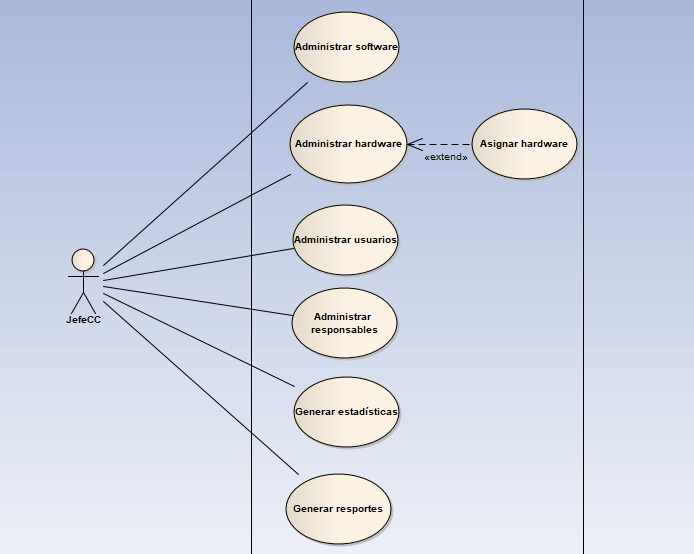 Administrar software
Administrar hardware
«extend»
Asignar hardware
Administrar usuarios
JefeCC
Administrar
responsables
Generar estadísticas
Generar resportes